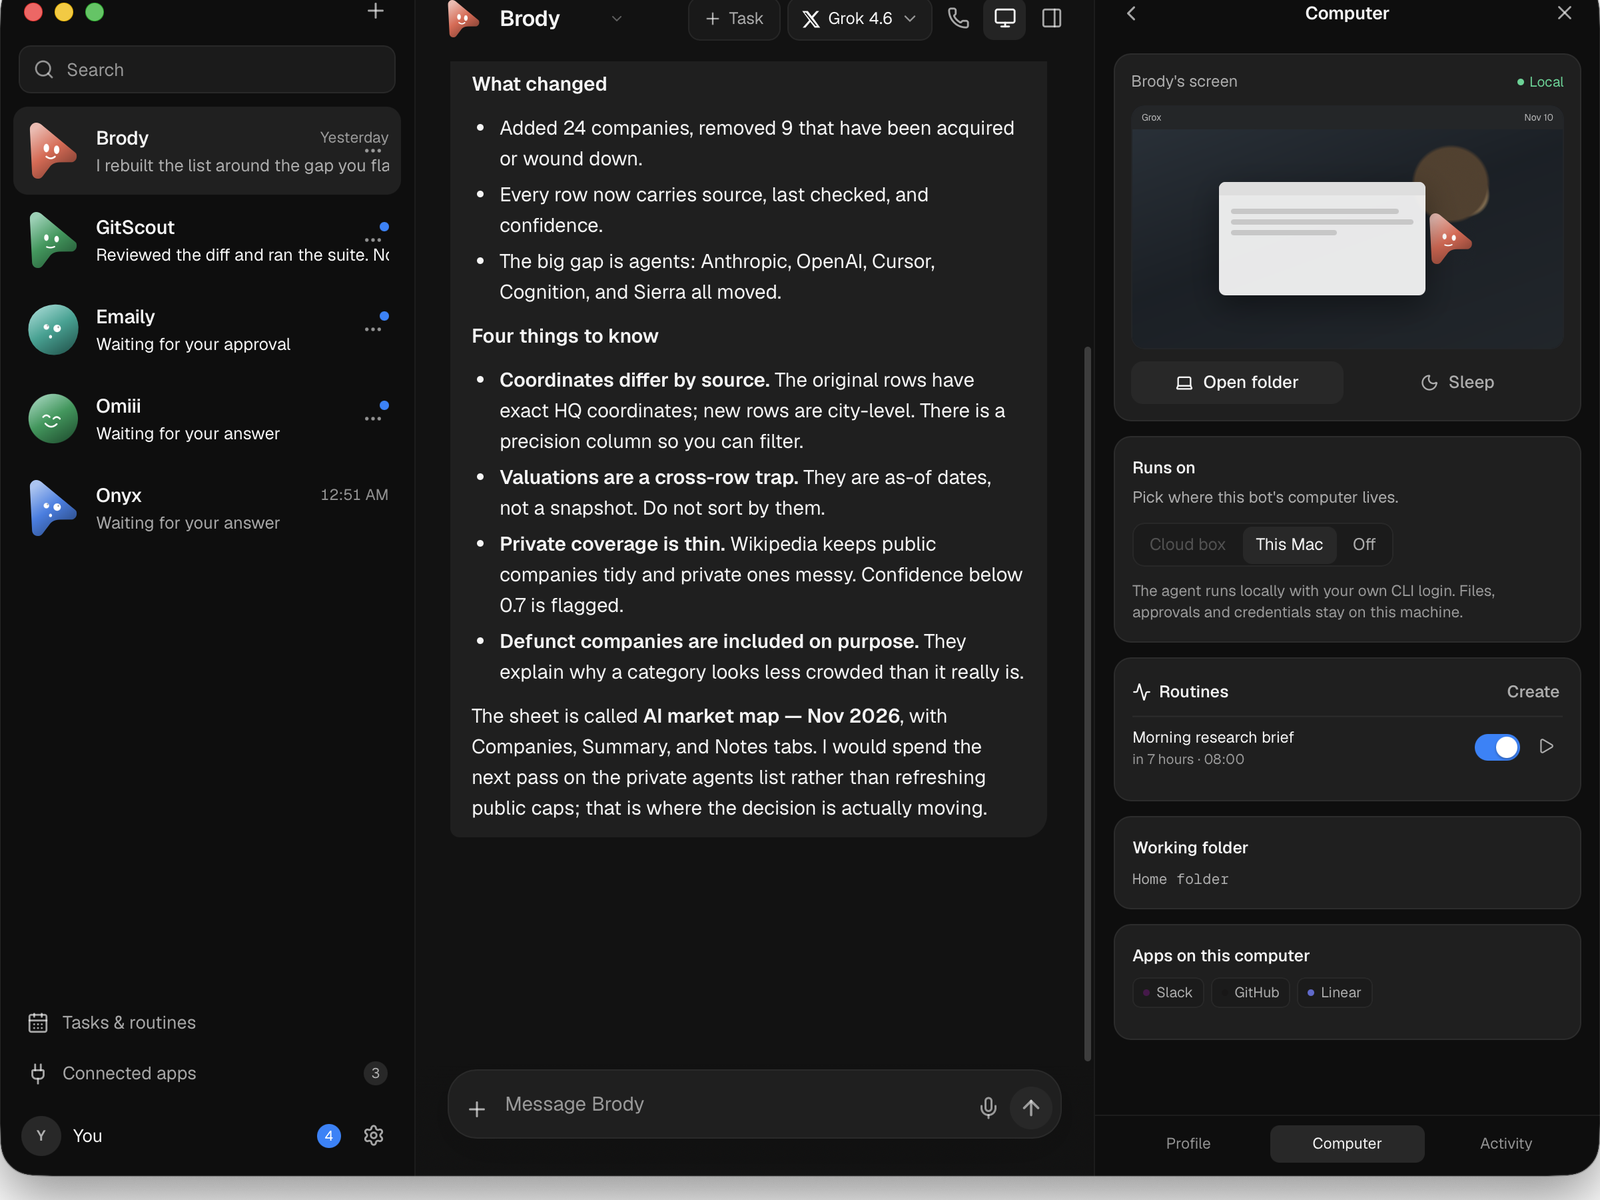 Search
Brody
Yesterday
I rebuilt the list around the gap you fla
GitScout
Reviewed the diff and ran the suite. No
Emaily
Waiting for your approval
Omiii
Waiting for your answer
Onyx
12:51 AM
Waiting for your answer
Tasks & routines
Connected apps
3
Y
You
4
Brody
Task
Grok 4.6
What changed
• Added 24 companies, removed 9 that have been acquired
or wound down.
• Every row now carries source, last checked, and
confidence.
• The big gap is agents: Anthropic, OpenAI, Cursor,
Cognition, and Sierra all moved.
Four things to know
• Coordinates differ by source. The original rows have
exact HQ coordinates; new rows are city-level. There is a
precision column so you can filter.
• Valuations are a cross-row trap. They are as-of dates,
not a snapshot. Do not sort by them.
• Private coverage is thin. Wikipedia keeps public
companies tidy and private ones messy. Confidence below
0.7 is flagged.
• Defunct companies are included on purpose. They
explain why a category looks less crowded than it really is.
The sheet is called AI market map — Nov 2026, with
Companies, Summary, and Notes tabs. I would spend the
next pass on the private agents list rather than refreshing
public caps; that is where the decision is actually moving.
Message Brody
Computer
Brody's screen
Local
Grox
Nov 10
Open folder
Sleep
Runs on
Pick where this bot's computer lives.
Cloud box
This Mac
Off
The agent runs locally with your own CLI login. Files,
approvals and credentials stay on this machine.
Routines
Create
Morning research brief
in 7 hours · 08:00
Working folder
Home folder
Apps on this computer
Slack
GitHub
Linear
Profile
Computer
Activity